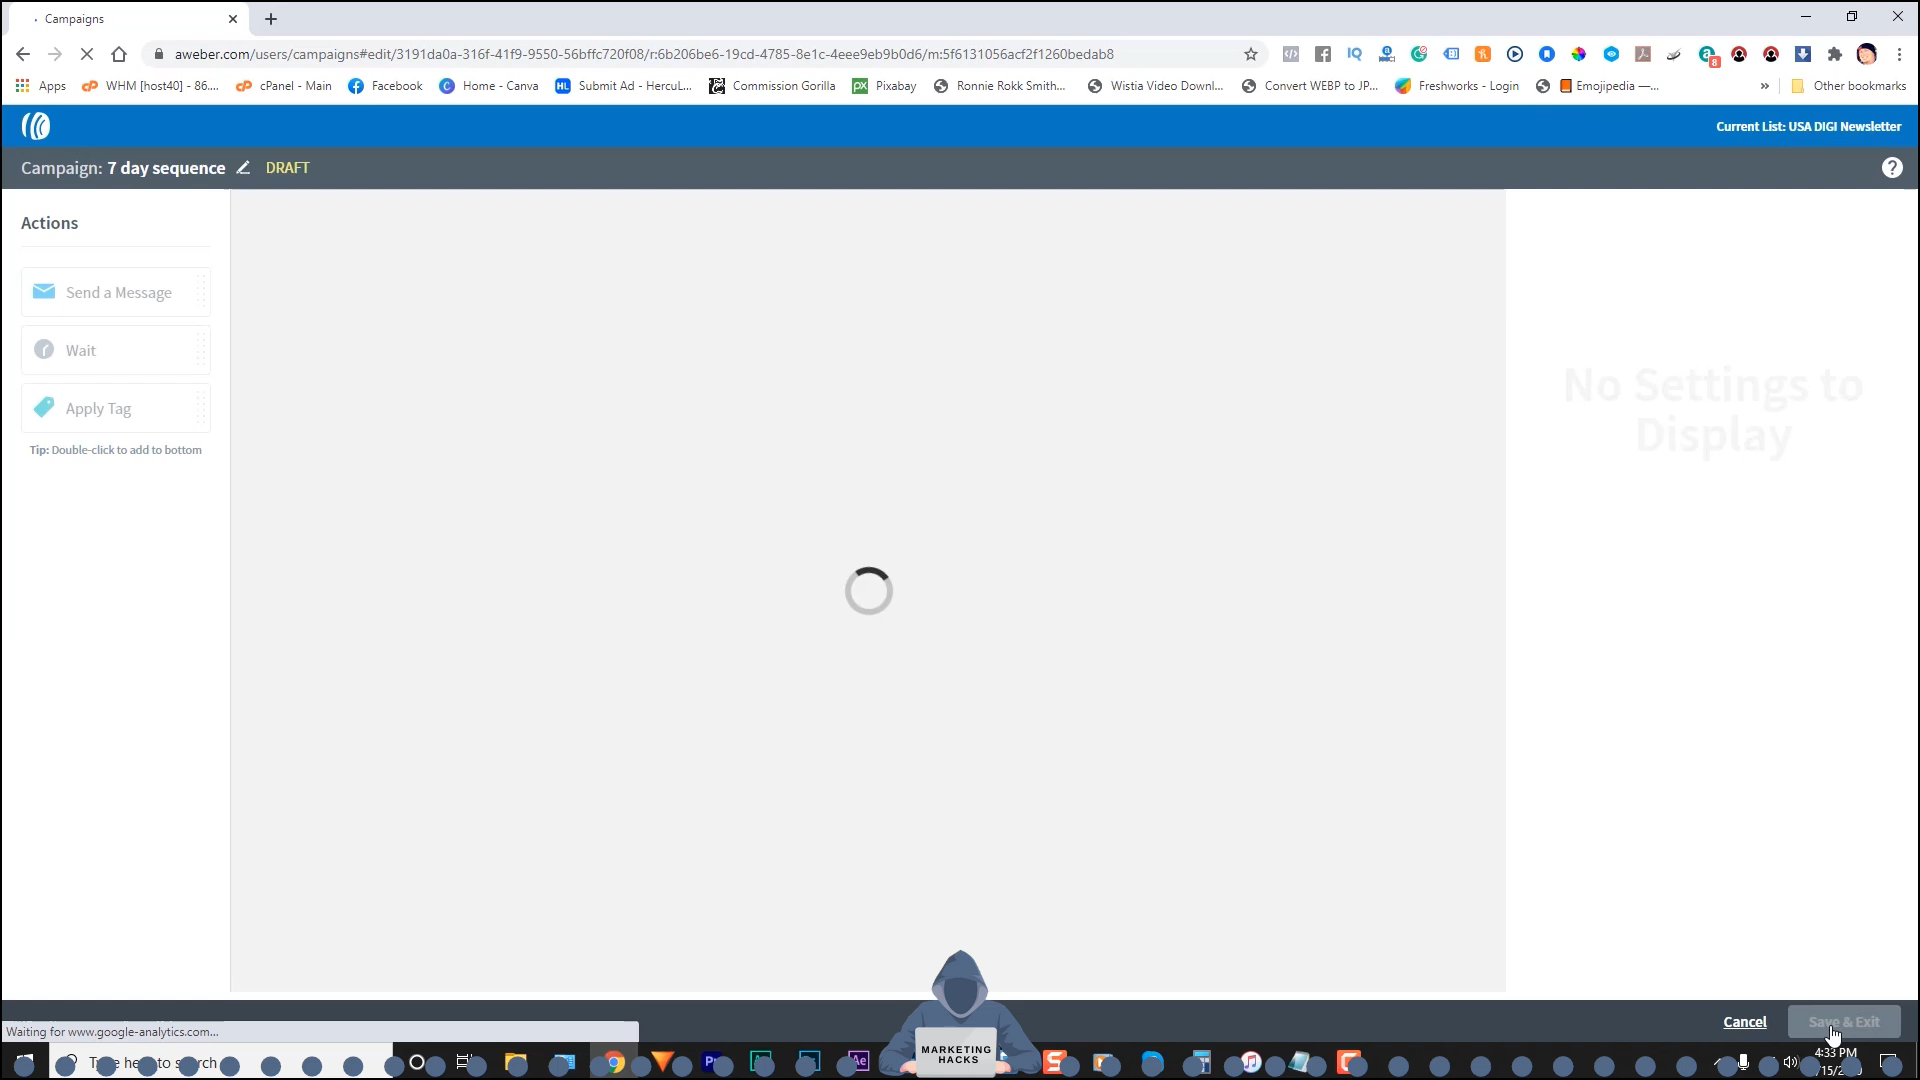 Campaigns
aweber.com/users/campaigns#edit/3191da0a-316f-41f9-9550-56bffc720f08/r:6b206be6-19cd-4785-8e1c-4eee9eb9b0d6/m:5f6131056acf2f1260bedab8
Apps WHM [host40] - 86.... cPanel - Main Facebook Home - Canva Submit Ad - HercuL... Commission Gorilla Pixabay Ronnie Rokk Smith... Wistia Video Downl... Convert WEBP to JP... Freshworks - Login Emojipedia —... » Other bookmarks
Current List: USA DIGI Newsletter
Campaign: 7 day sequence DRAFT
Actions
Send a Message
Wait
Apply Tag
Tip: Double-click to add to bottom
No Settings to
Display
Cancel Save & Exit
Waiting for www.google-analytics.com...
to search
4:33 PM
MARKETING
HACKS